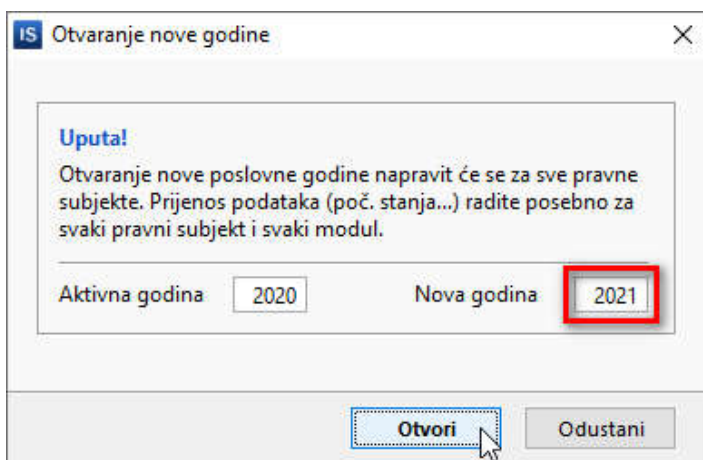 IS Otvaranje nove godine
Uputa!
Otvaranje nove poslovne godine napravit će se za sve pravne
subjekte. Prijenos podataka (poč. stanja...) radite posebno za
svaki pravni subjekt i svaki modul.
Aktivna godina 2020 Nova godina 2021
Otvori Odustani